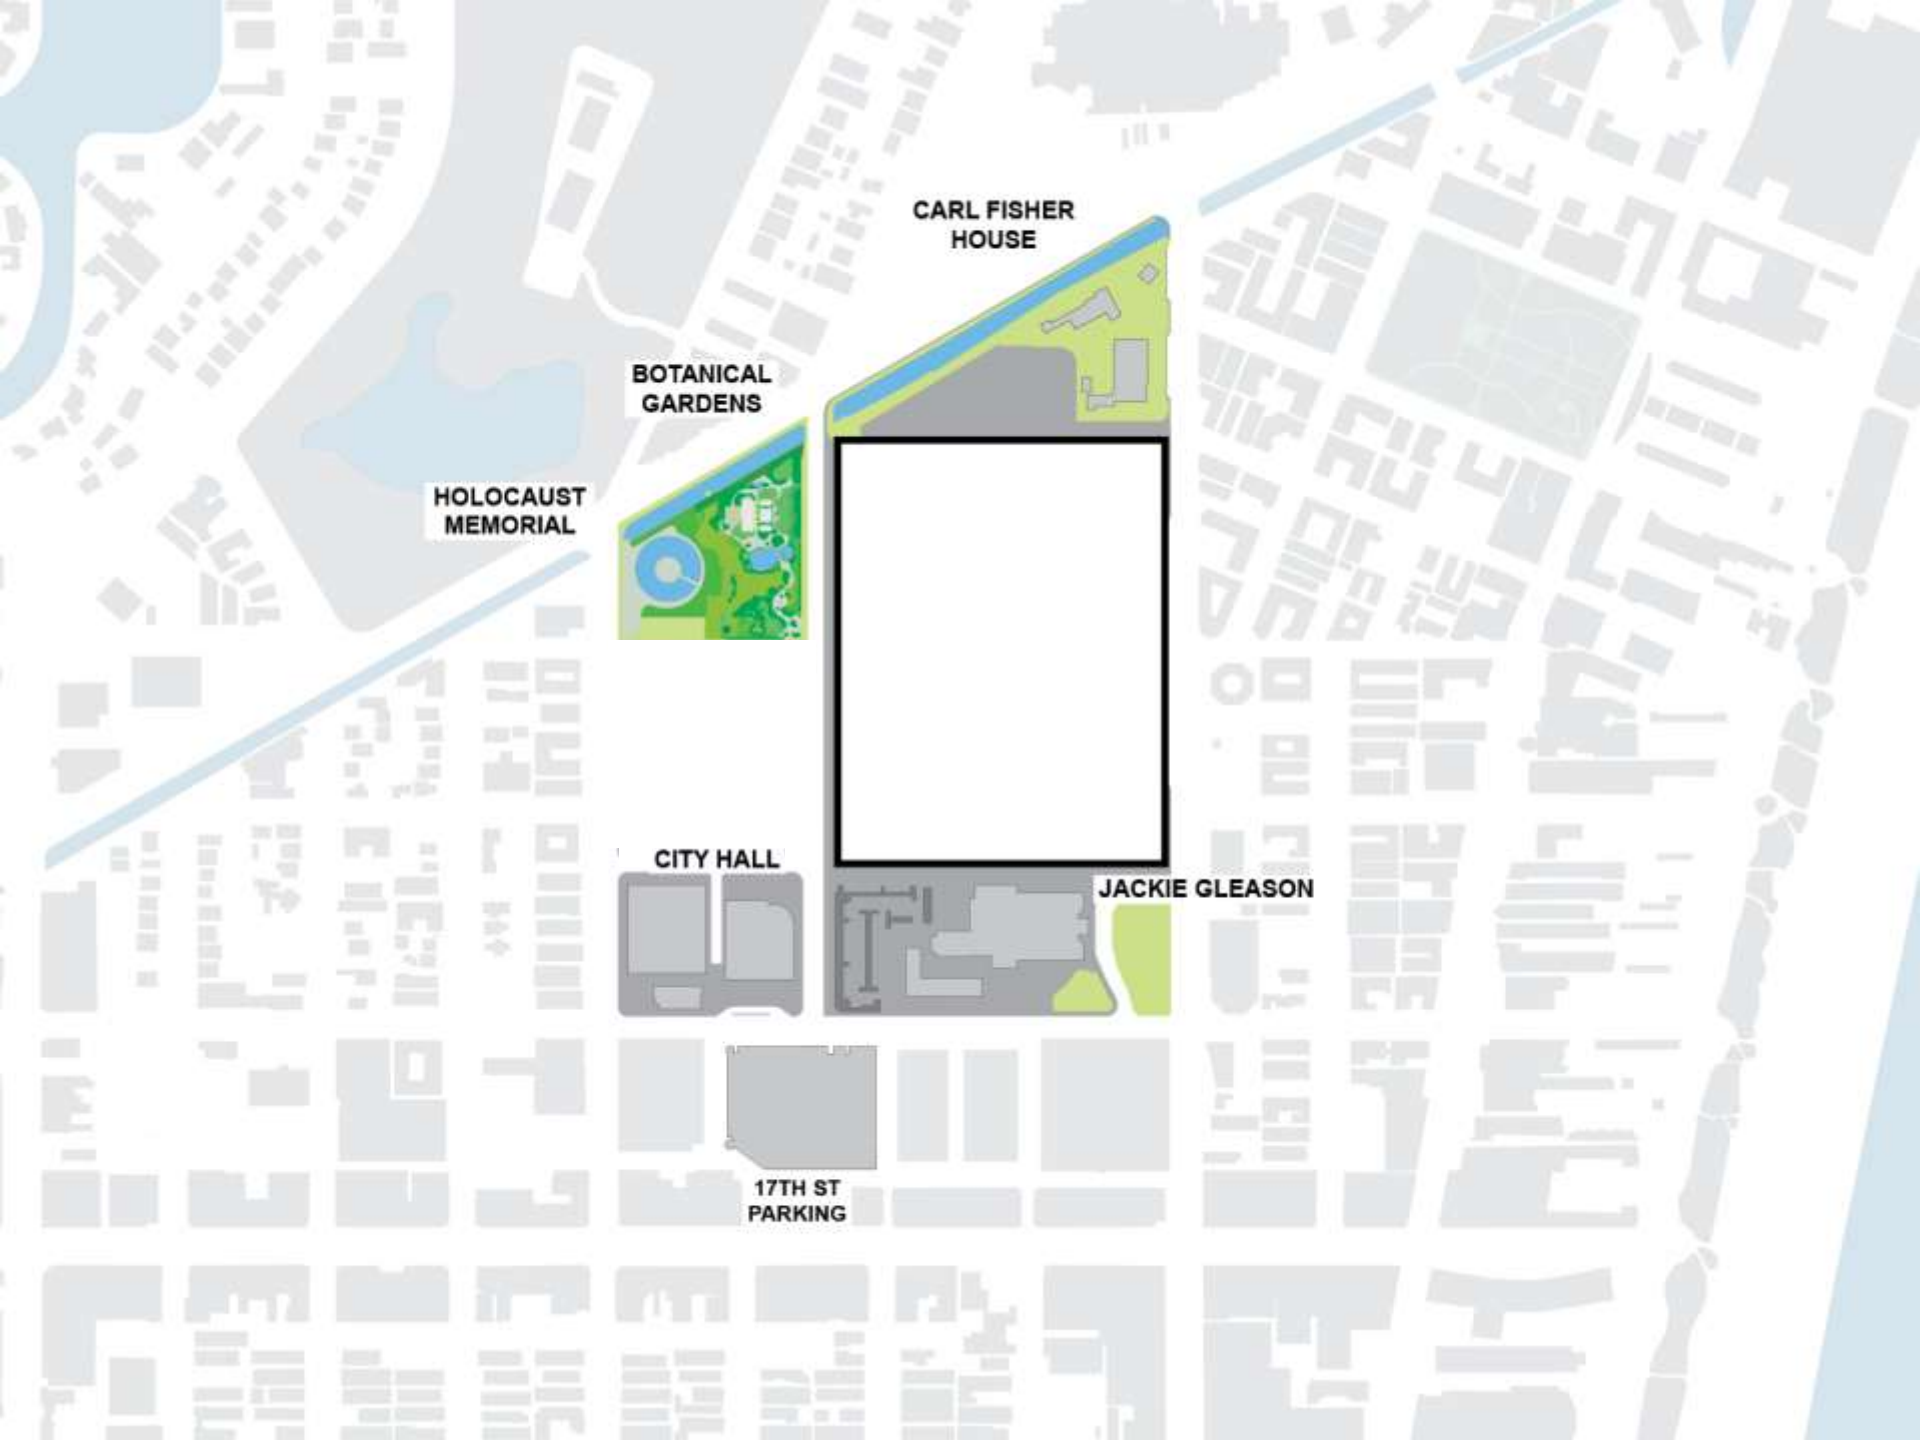 CARL FISHER
HOUSE
BOTANICAL
GARDENS
HOLOCAUST
MEMORIAL
CITY HALL
JACKIE GLEASON
17TH ST
PARKING